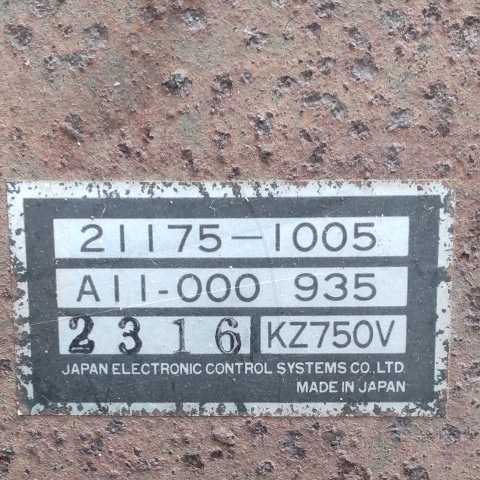 21175-1005
A11-000 935
2316 KZ750V
JAPAN ELECTRONIC CONTROL SYSTEMS CO., LTD.
MADE IN JAPAN